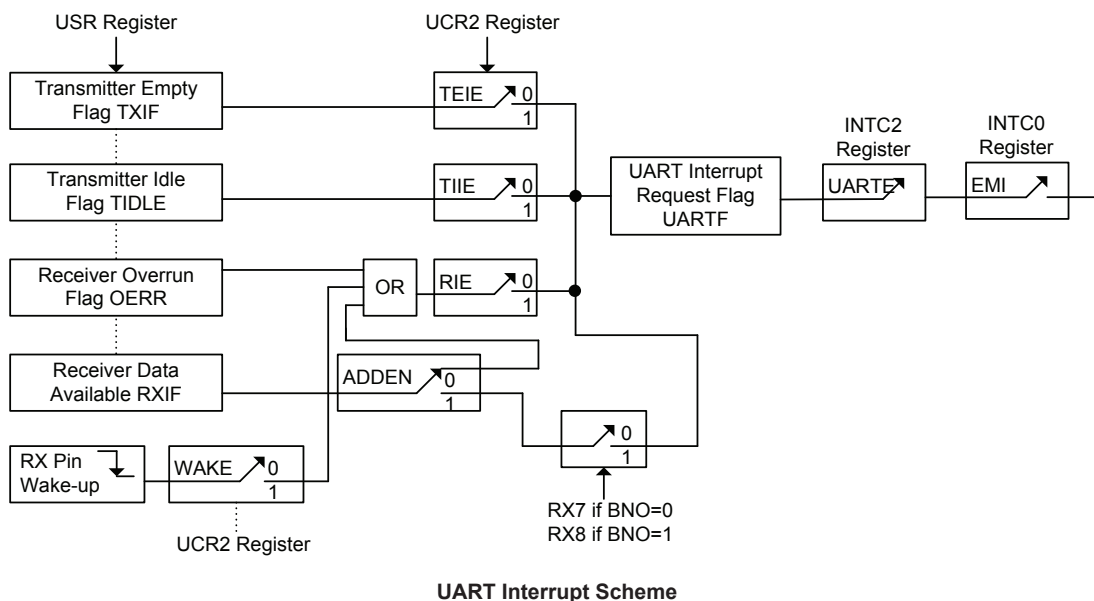 USR Register
UCR2 Register
Transmitter Empty
Flag TXIF
TEIE
0
1
INTC2
Register
INTC0
Register
Transmitter Idle
Flag TIDLE
TIIE
0
1
UART Interrupt
Request Flag
UARTF
UARTE
EMI
Receiver Overrun
Flag OERR
OR
RIE
0
1
Receiver Data
Available RXIF
ADDEN
0
1
0
1
RX Pin
Wake-up
WAKE
0
1
RX7 if BNO=0
RX8 if BNO=1
UCR2 Register
UART Interrupt Scheme